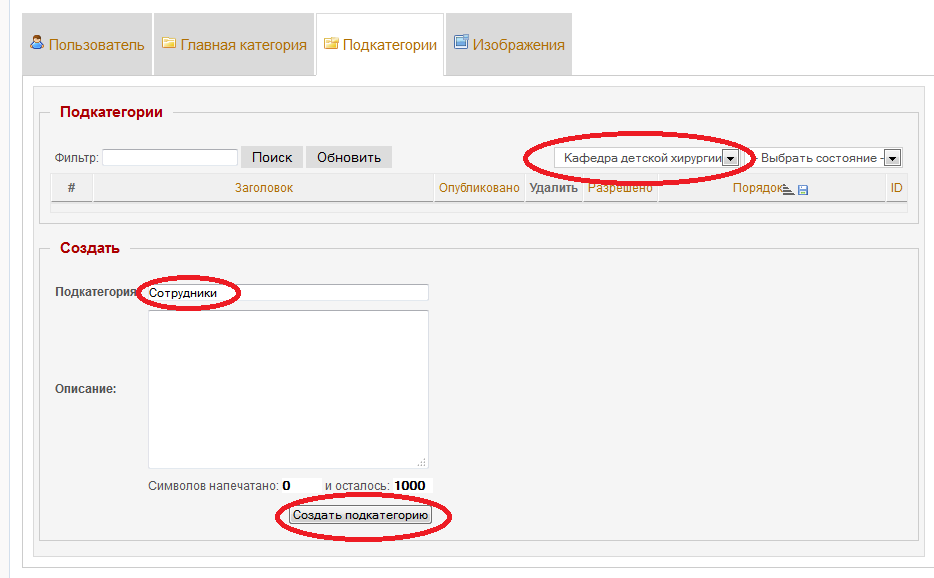 Пользователь Главная категория Подкатегории Изображения
Подкатегории
Фильтр: Поиск Обновить Кафедра детской хирургии - Выбрать состояние -
# Заголовок Опубликовано Удалить Разрешено Порядок ID
Создать
Подкатегория Сотрудники
Описание:
Символов напечатано: 0 и осталось: 1000
Создать подкатегорию